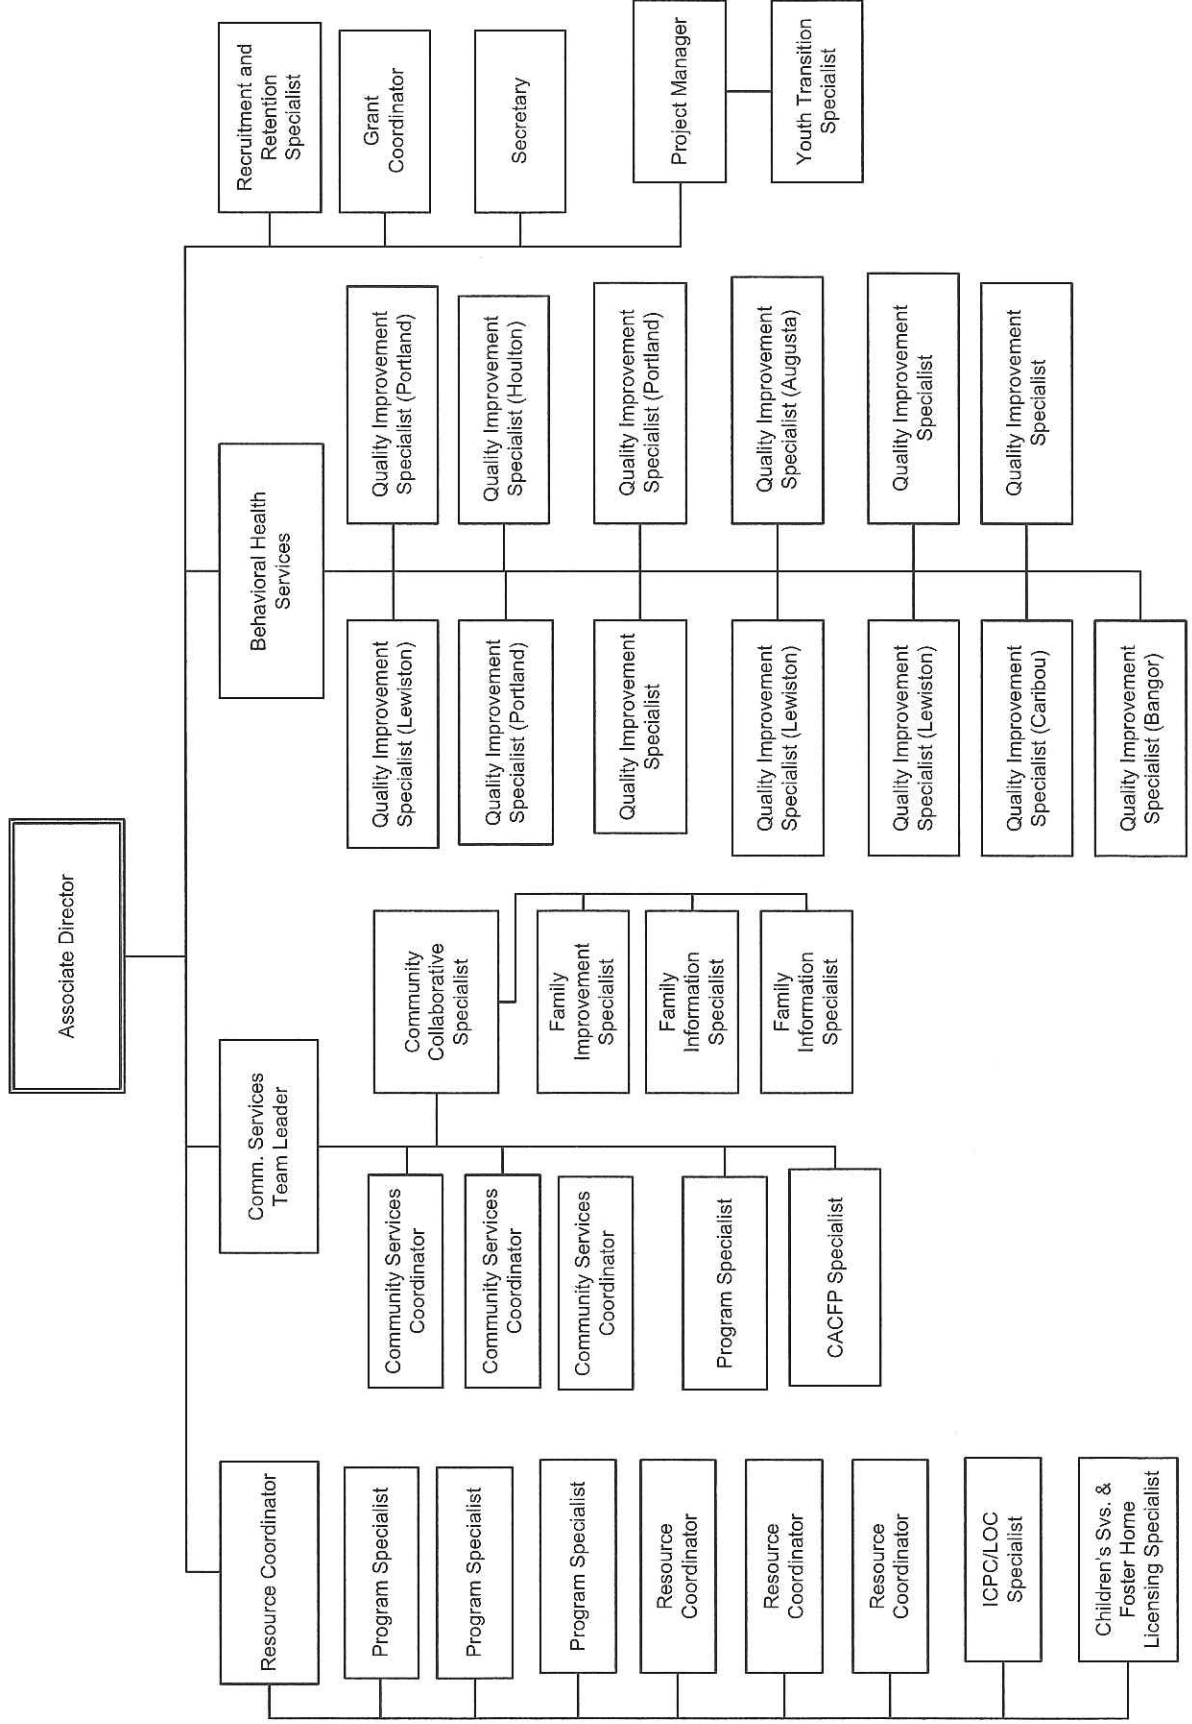 Associate Director
Resource Coordinator
Program Specialist
Program Specialist
Program Specialist
Resource
Coordinator
Resource
Coordinator
Resource
Coordinator
ICPC/LOC
Specialist
Children's Svs. &
Foster Home
Licensing Specialist
Comm. Services
Team Leader
Community Services
Coordinator
Community Services
Coordinator
Community Services
Coordinator
Program Specialist
CACFP Specialist
Community
Collaborative
Specialist
Family
Improvement
Specialist
Family
Information
Specialist
Family
Information
Specialist
Behavioral Health
Services
Quality Improvement
Specialist (Lewiston)
Quality Improvement
Specialist (Portland)
Quality Improvement
Specialist (Portland)
Quality Improvement
Specialist (Houlton)
Quality Improvement
Specialist
Quality Improvement
Specialist (Portland)
Quality Improvement
Specialist (Lewiston)
Quality Improvement
Specialist (Augusta)
Quality Improvement
Specialist (Lewiston)
Quality Improvement
Specialist
Quality Improvement
Specialist (Caribou)
Quality Improvement
Specialist
Quality Improvement
Specialist (Bangor)
Recruitment and
Retention
Specialist
Grant
Coordinator
Secretary
Project Manager
Youth Transition
Specialist